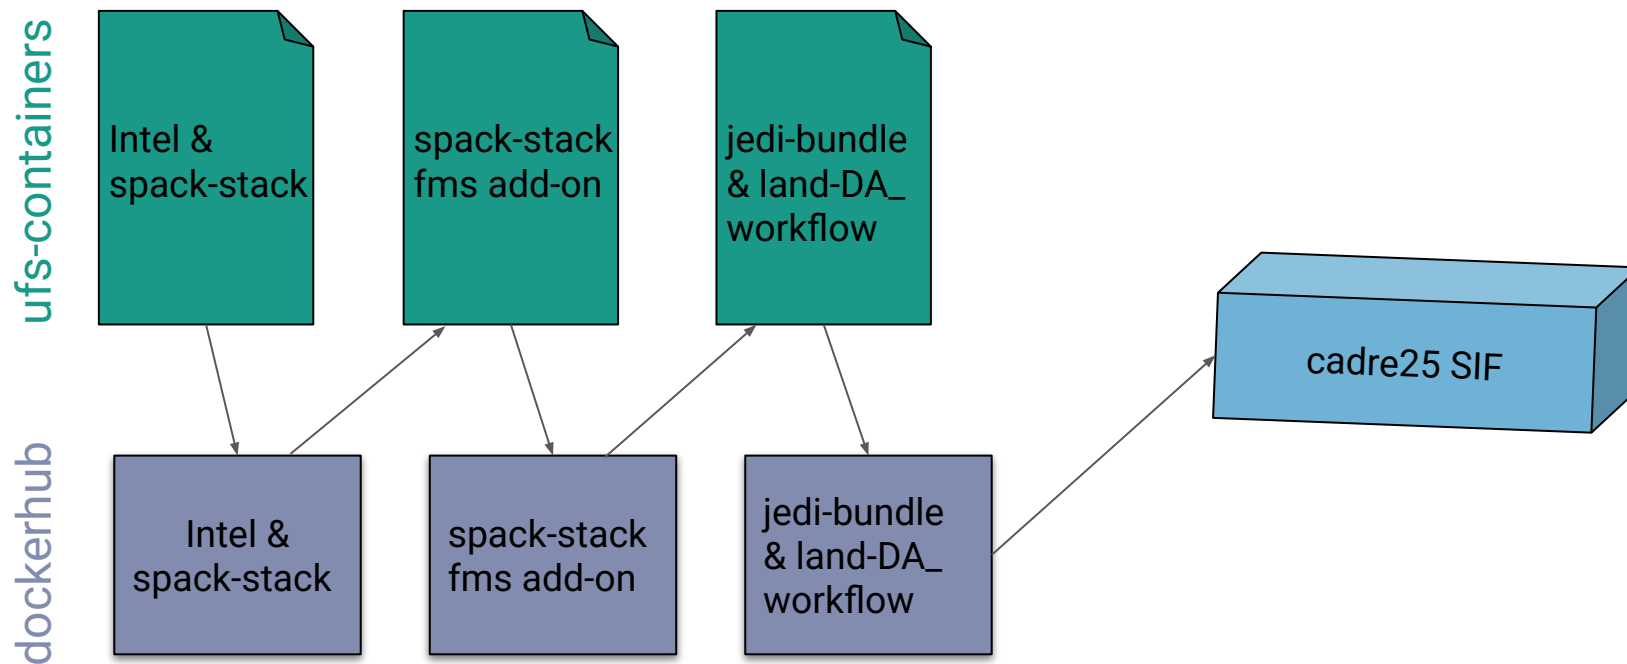 ufs-containers
Intel &
spack-stack
spack-stack
fms add-on
jedi-bundle
& land-DA_
workflow
cadre25 SIF
dockerhub
Intel &
spack-stack
spack-stack
fms add-on
jedi-bundle
& land-DA_
workflow